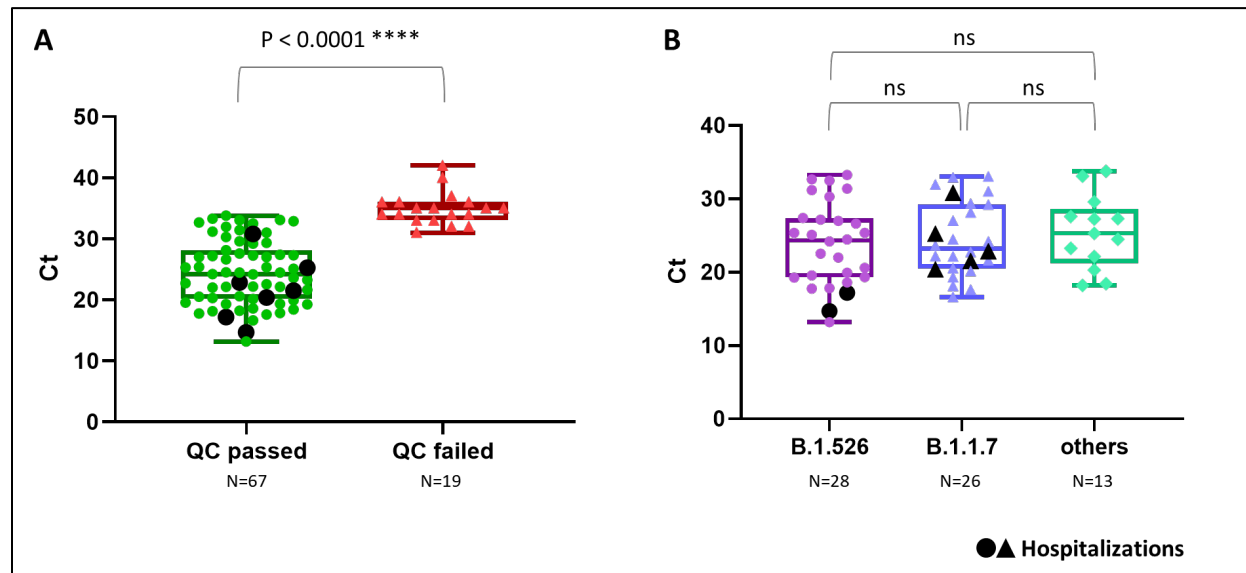 A
P < 0.0001 ****
Ct
50
40
30
20
10
0
QC passed
QC failed
N=67
N=19
B
ns
ns
ns
Ct
40
30
20
10
0
B.1.526
B.1.1.7
others
N=28
N=26
N=13
Hospitalizations